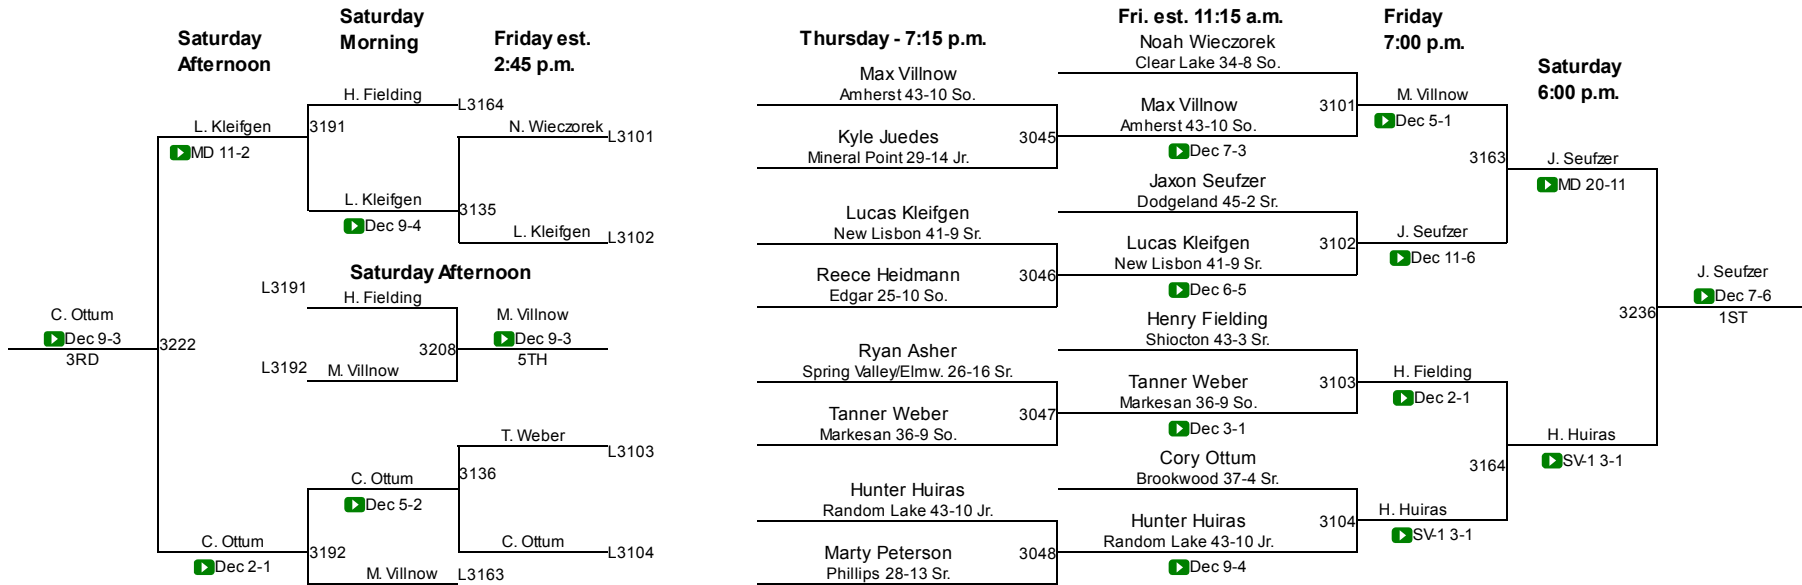 Saturday
Afternoon
Saturday
Morning
Friday est.
2:45 p.m.
Thursday - 7:15 p.m.
Fri. est. 11:15 a.m.
Friday
7:00 p.m.
Saturday
6:00 p.m.
H. Fielding
L3164
L. Kleifgen
3191
MD 11-2
N. Wieczorek
L3101
L. Kleifgen
3135
Dec 9-4
L. Kleifgen
L3102
Saturday Afternoon
L3191
H. Fielding
C. Ottum
Dec 9-3
3RD
3222
3208
M. Villnow
Dec 9-3
5TH
L3192
M. Villnow
T. Weber
L3103
C. Ottum
3136
Dec 5-2
C. Ottum
L3104
C. Ottum
3192
Dec 2-1
M. Villnow
L3163
Max Villnow
Amherst 43-10 So.
Kyle Juedes
3045
Mineral Point 29-14 Jr.
Lucas Kleifgen
New Lisbon 41-9 Sr.
Reece Heidmann
3046
Edgar 25-10 So.
Ryan Asher
Spring Valley/Elmw. 26-16 Sr.
Tanner Weber
3047
Markesan 36-9 So.
Hunter Huiras
Random Lake 43-10 Jr.
Marty Peterson
3048
Phillips 28-13 Sr.
Noah Wieczorek
Clear Lake 34-8 So.
Max Villnow
3101
Amherst 43-10 So.
Dec 7-3
Jaxon Seufzer
Dodgeland 45-2 Sr.
Lucas Kleifgen
3102
New Lisbon 41-9 Sr.
Dec 6-5
Henry Fielding
Shiocton 43-3 Sr.
Tanner Weber
3103
Markesan 36-9 So.
Dec 3-1
Cory Ottum
Brookwood 37-4 Sr.
Hunter Huiras
3104
Random Lake 43-10 Jr.
Dec 9-4
M. Villnow
Dec 5-1
3163
J. Seufzer
Dec 11-6
H. Fielding
Dec 2-1
3164
H. Huiras
SV-1 3-1
J. Seufzer
MD 20-11
3236
H. Huiras
SV-1 3-1
J. Seufzer
Dec 7-6
1ST